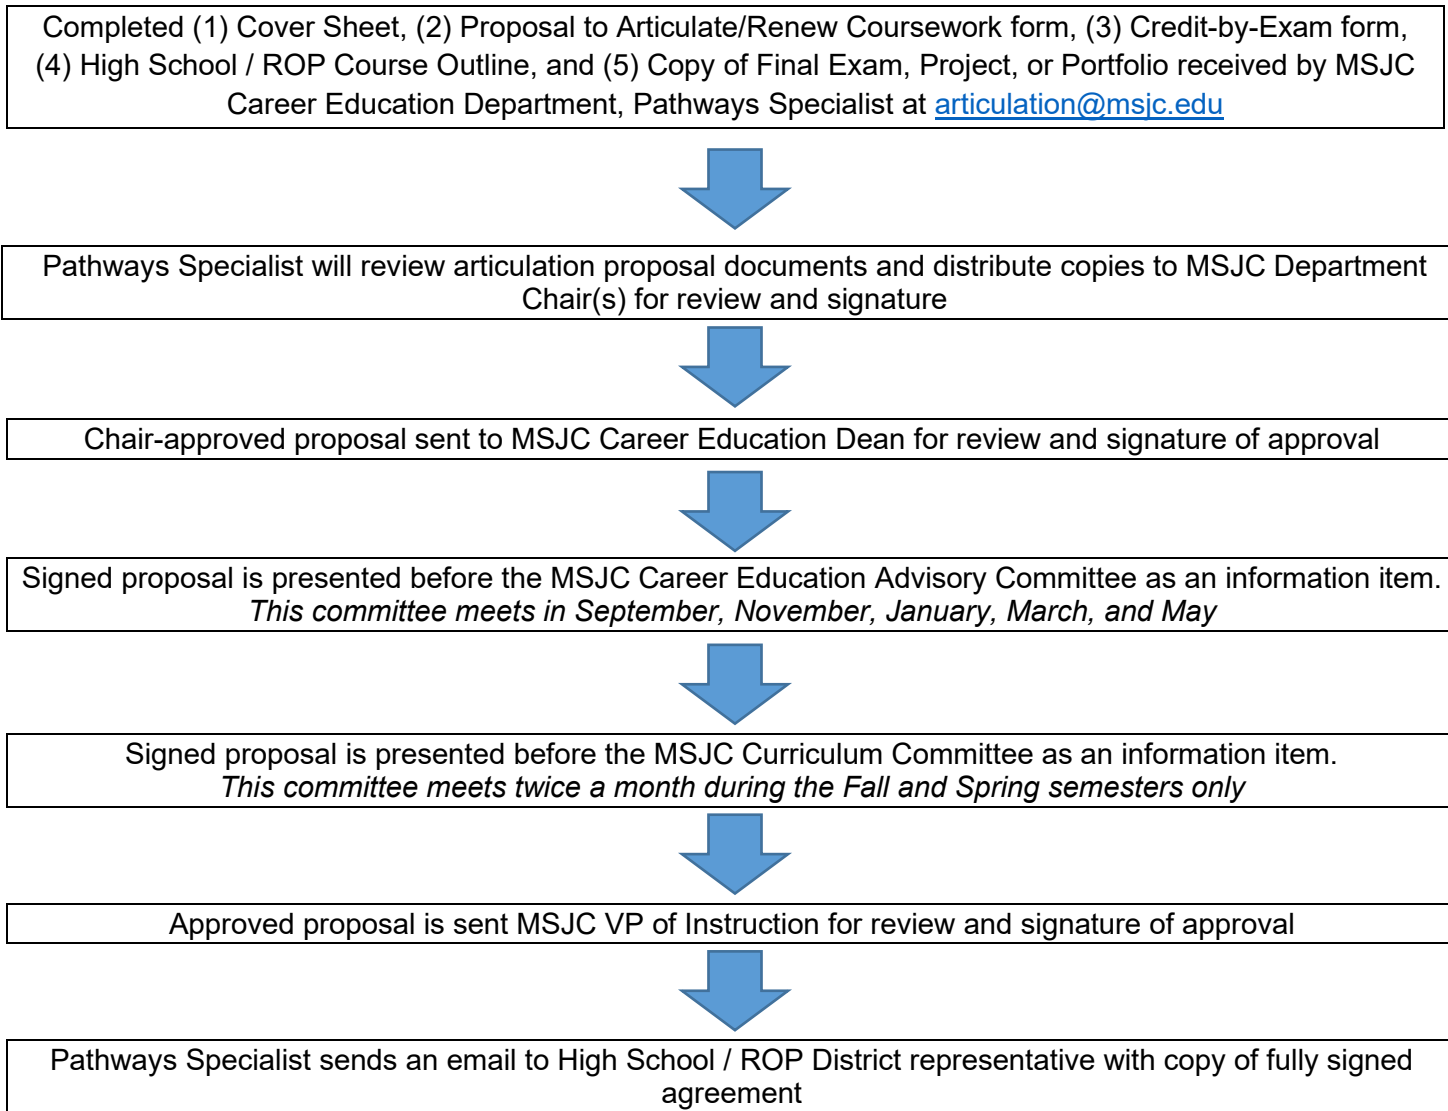 Completed (1) Cover Sheet, (2) Proposal to Articulate/Renew Coursework form, (3) Credit-by-Exam form,
(4) High School / ROP Course Outline, and (5) Copy of Final Exam, Project, or Portfolio received by MSJC
Career Education Department, Pathways Specialist at articulation@msjc.edu
Pathways Specialist will review articulation proposal documents and distribute copies to MSJC Department
Chair(s) for review and signature
Chair-approved proposal sent to MSJC Career Education Dean for review and signature of approval
Signed proposal is presented before the MSJC Career Education Advisory Committee as an information item.
This committee meets in September, November, January, March, and May
Signed proposal is presented before the MSJC Curriculum Committee as an information item.
This committee meets twice a month during the Fall and Spring semesters only
Approved proposal is sent MSJC VP of Instruction for review and signature of approval
Pathways Specialist sends an email to High School / ROP District representative with copy of fully signed
agreement